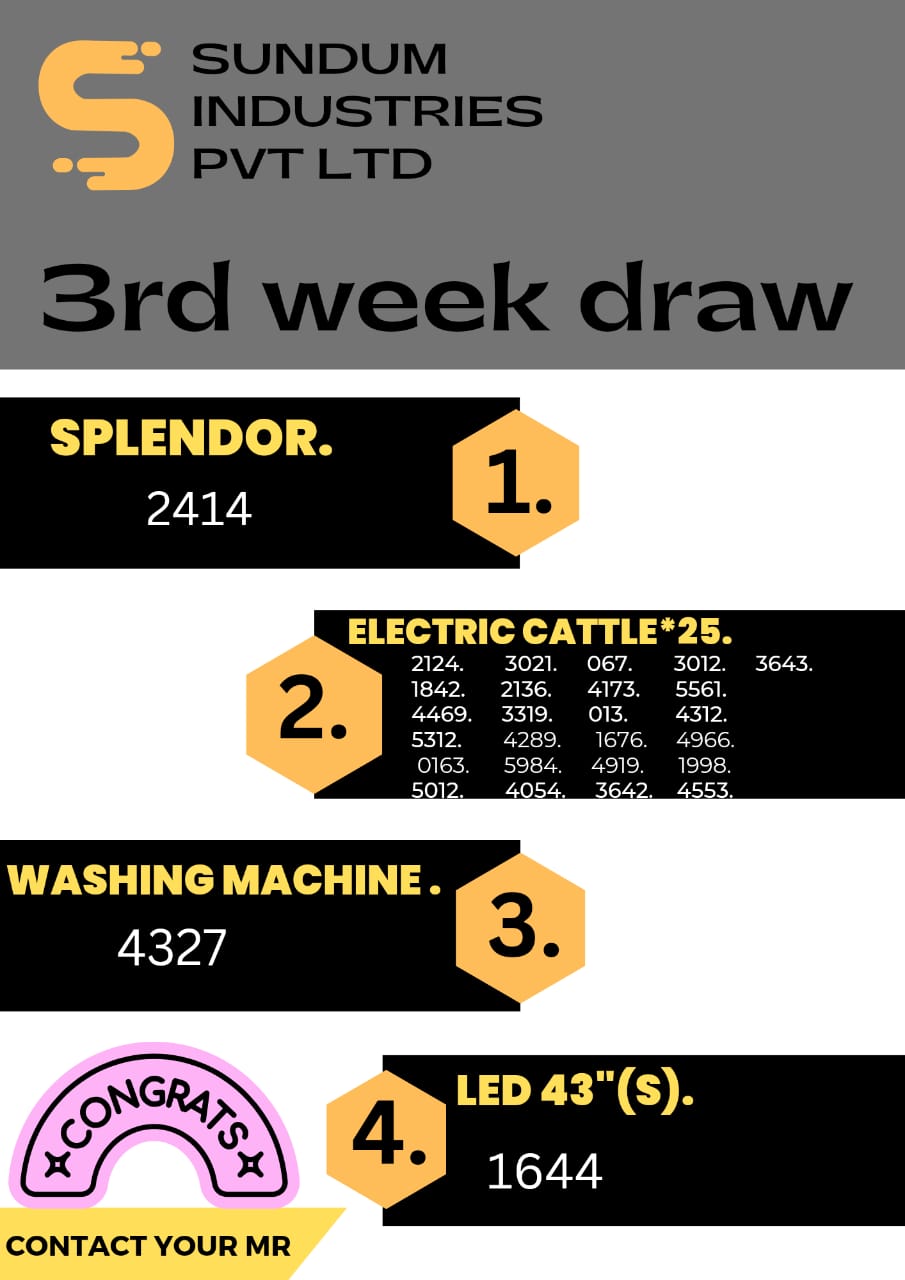 SUNDUM
INDUSTRIES
PVT LTD
3rd week draw
SPLENDOR.
2414
1.
ELECTRIC CATTLE*25.
2124. 3021. 067. 3012. 3643.
1842. 2136. 4173. 5561.
4469. 3319. 013. 4312.
5312. 4289. 1676. 4966.
0163. 5984. 4919. 1998.
5012. 4054. 3642. 4553.
2.
WASHING MACHINE .
4327
3.
LED 43"(S).
1644
4.
CONGRATS
CONTACT YOUR MR